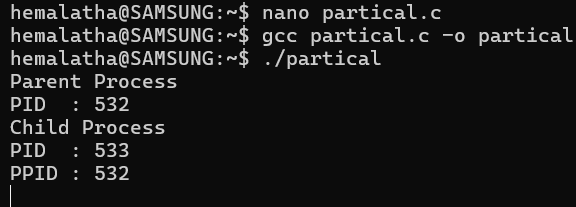 hemalatha@SAMSUNG:~$ nano partical.c
hemalatha@SAMSUNG:~$ gcc partical.c -o partical
hemalatha@SAMSUNG:~$ ./partical
Parent Process
PID  : 532
Child Process
PID  : 533
PPID : 532